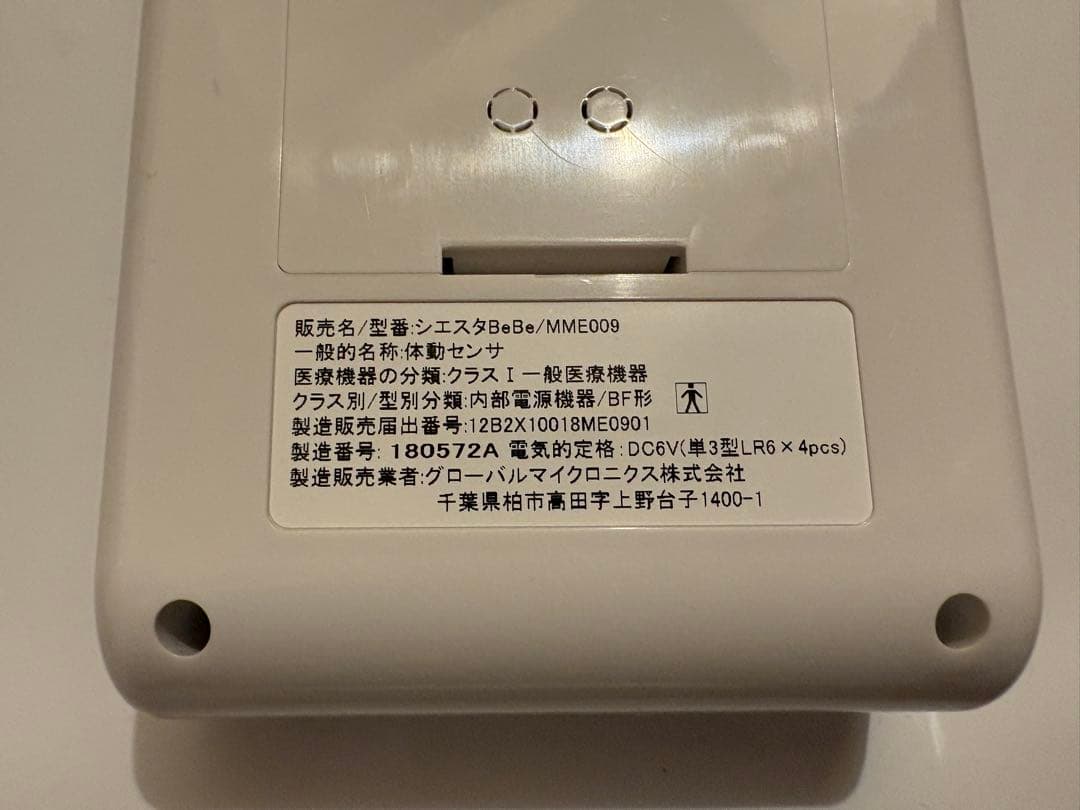 販売名/型番:シエスタBeBe/MME009
一般的名称:体動センサ
医療機器の分類:クラスⅠ一般医療機器
クラス別/型別分類:内部電源機器/BF形
製造販売届出番号:12B2X10018ME0901
製造番号: 180572A 電気的定格:DC6V(単3型LR6×4pcs)
製造販売業者:グローバルマイクロニクス株式会社
千葉県柏市高田字上野台子1400-1